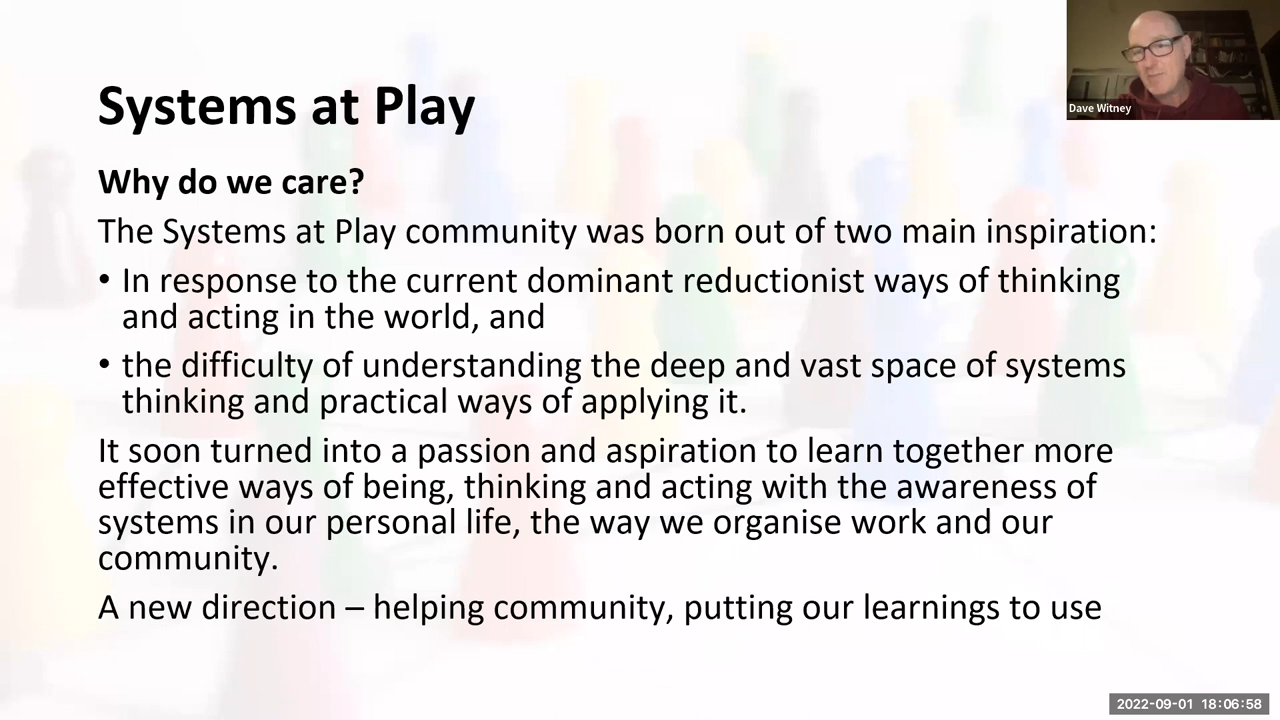 Systems at Play
Dave Witney
Why do we care?
The Systems at Play community was born out of two main inspiration:
• In response to the current dominant reductionist ways of thinking
and acting in the world, and
• the difficulty of understanding the deep and vast space of systems
thinking and practical ways of applying it.
It soon turned into a passion and aspiration to learn together more
effective ways of being, thinking and acting with the awareness of
systems in our personal life, the way we organise work and our
community.
A new direction – helping community, putting our learnings to use
2022-09-01 18:06:58